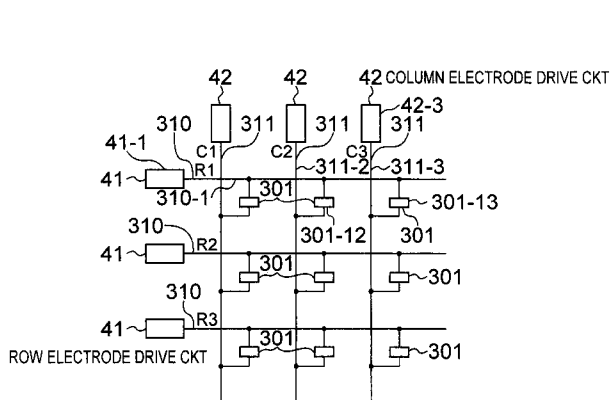 42 42 42 COLUMN ELECTRODE DRIVE CKT
42-3
41-1 310 311 311 311
C1 C2 C3
41 R1 311-2 311-3
310-1 301 301-13
310 301-12 301
41 R2 301 301
310
41 R3
ROW ELECTRODE DRIVE CKT 301 301